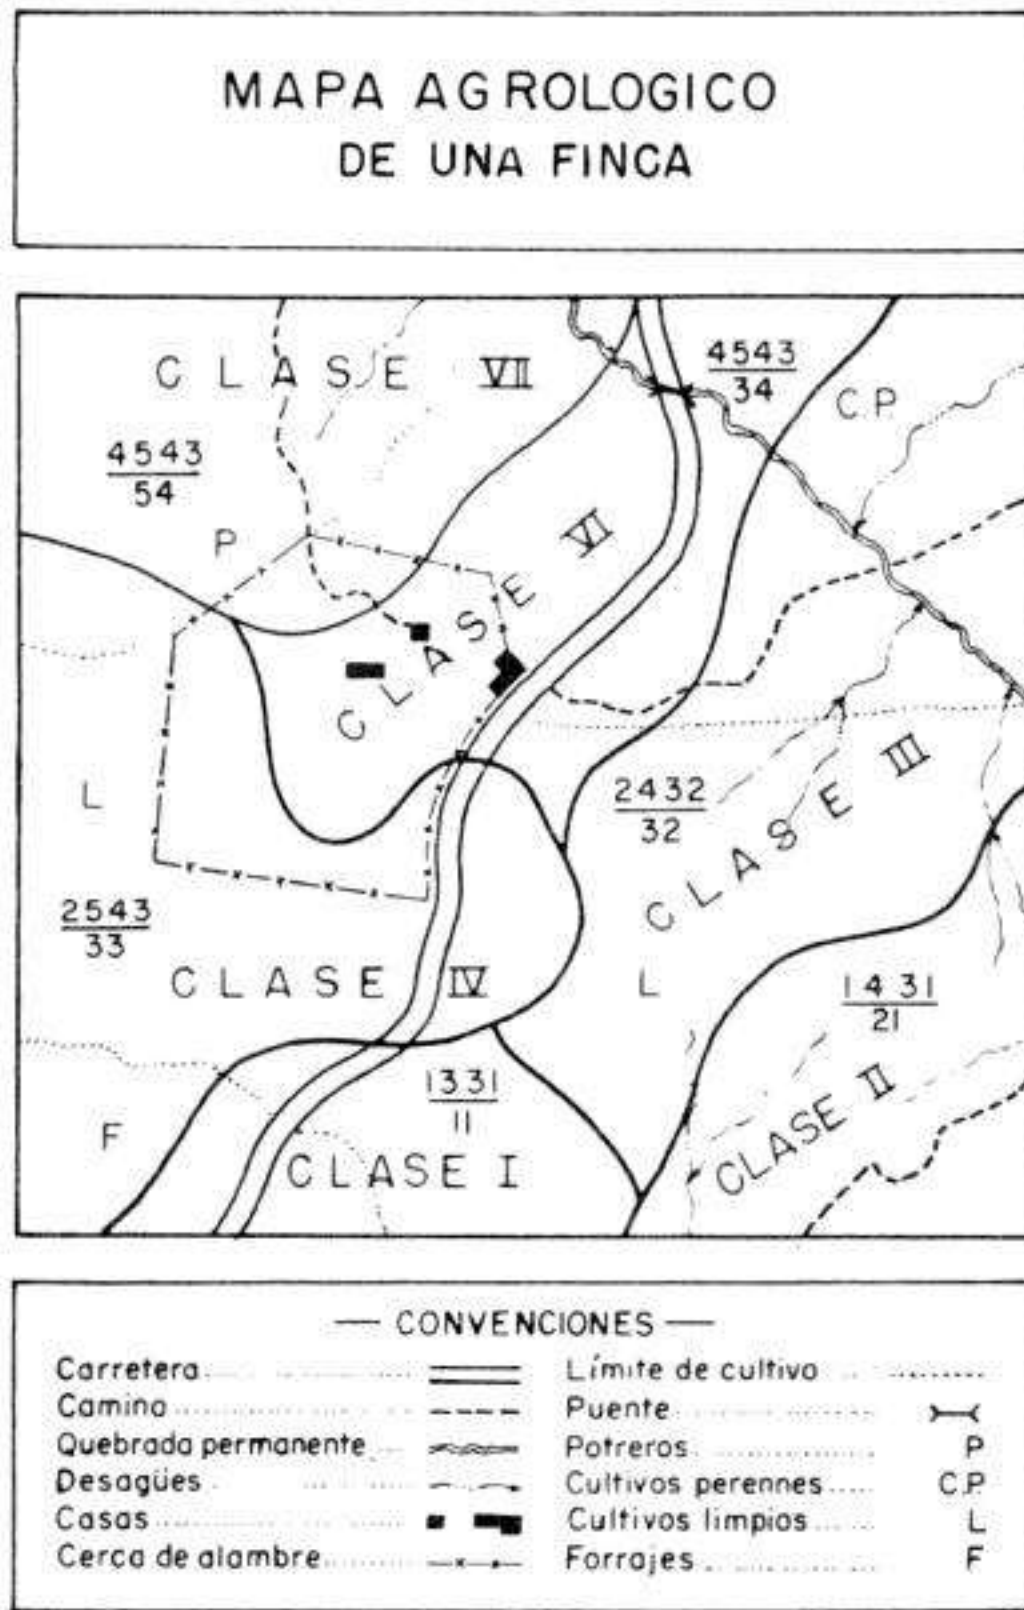 MAPA AGROLOGICO
DE UNA FINCA
CLASE VII
4543
34
C.P.
4543
54
P
CLASE VI
L
2432
32
CLASE III
2543
33
CLASE IV
L
1431
21
1331
11
F
CLASE II
CLASE I
— CONVENCIONES —
Carretera
Camino
Quebrada permanente
Desagües
Casas
Cerca de alambre
Límite de cultivo
Puente
Potreros P
Cultivos perennes C.P.
Cultivos limpios L
Forrajes F